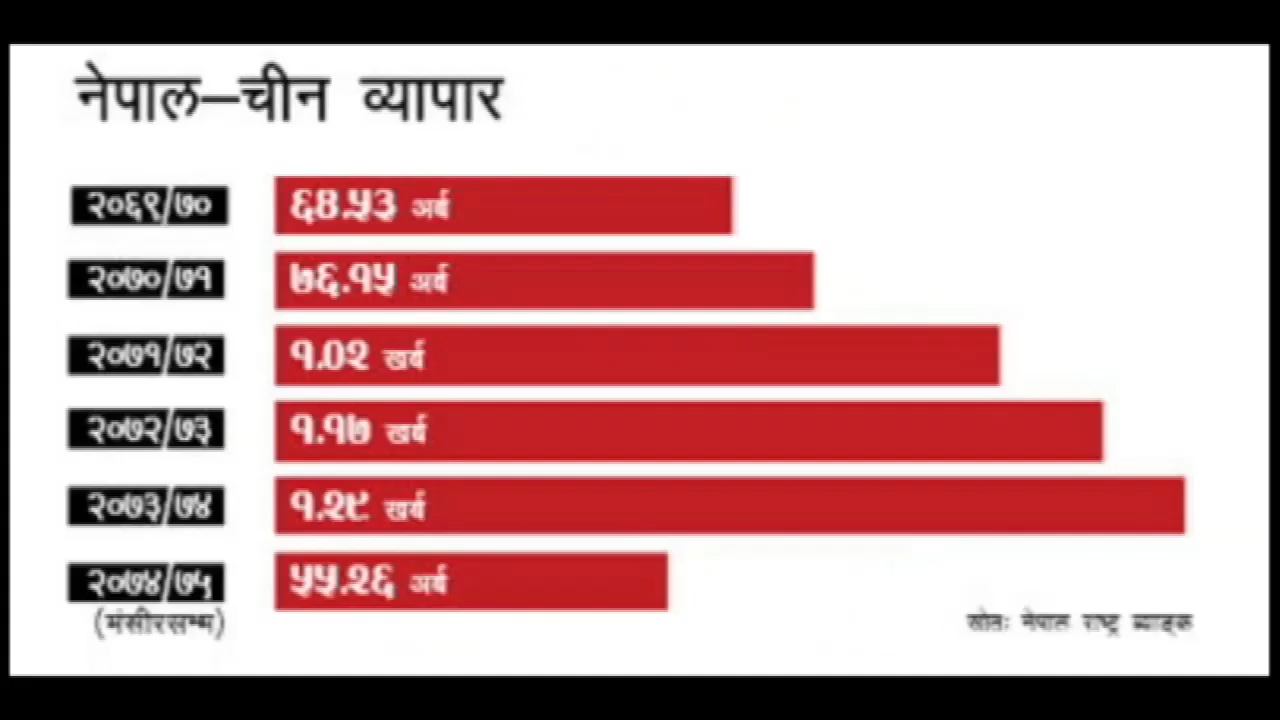 नेपाल–चीन व्यापार
२०६९/७० ६४.५३ अर्ब
२०७०/७१ ७६.१५ अर्ब
२०७१/७२ १.०२ खर्ब
२०७२/७३ १.१७ खर्ब
२०७३/७४ १.२९ खर्ब
२०७४/७५ ५५.२६ अर्ब
(मंसीरसम्म)
स्रोतः नेपाल राष्ट्र ब्याङ्क